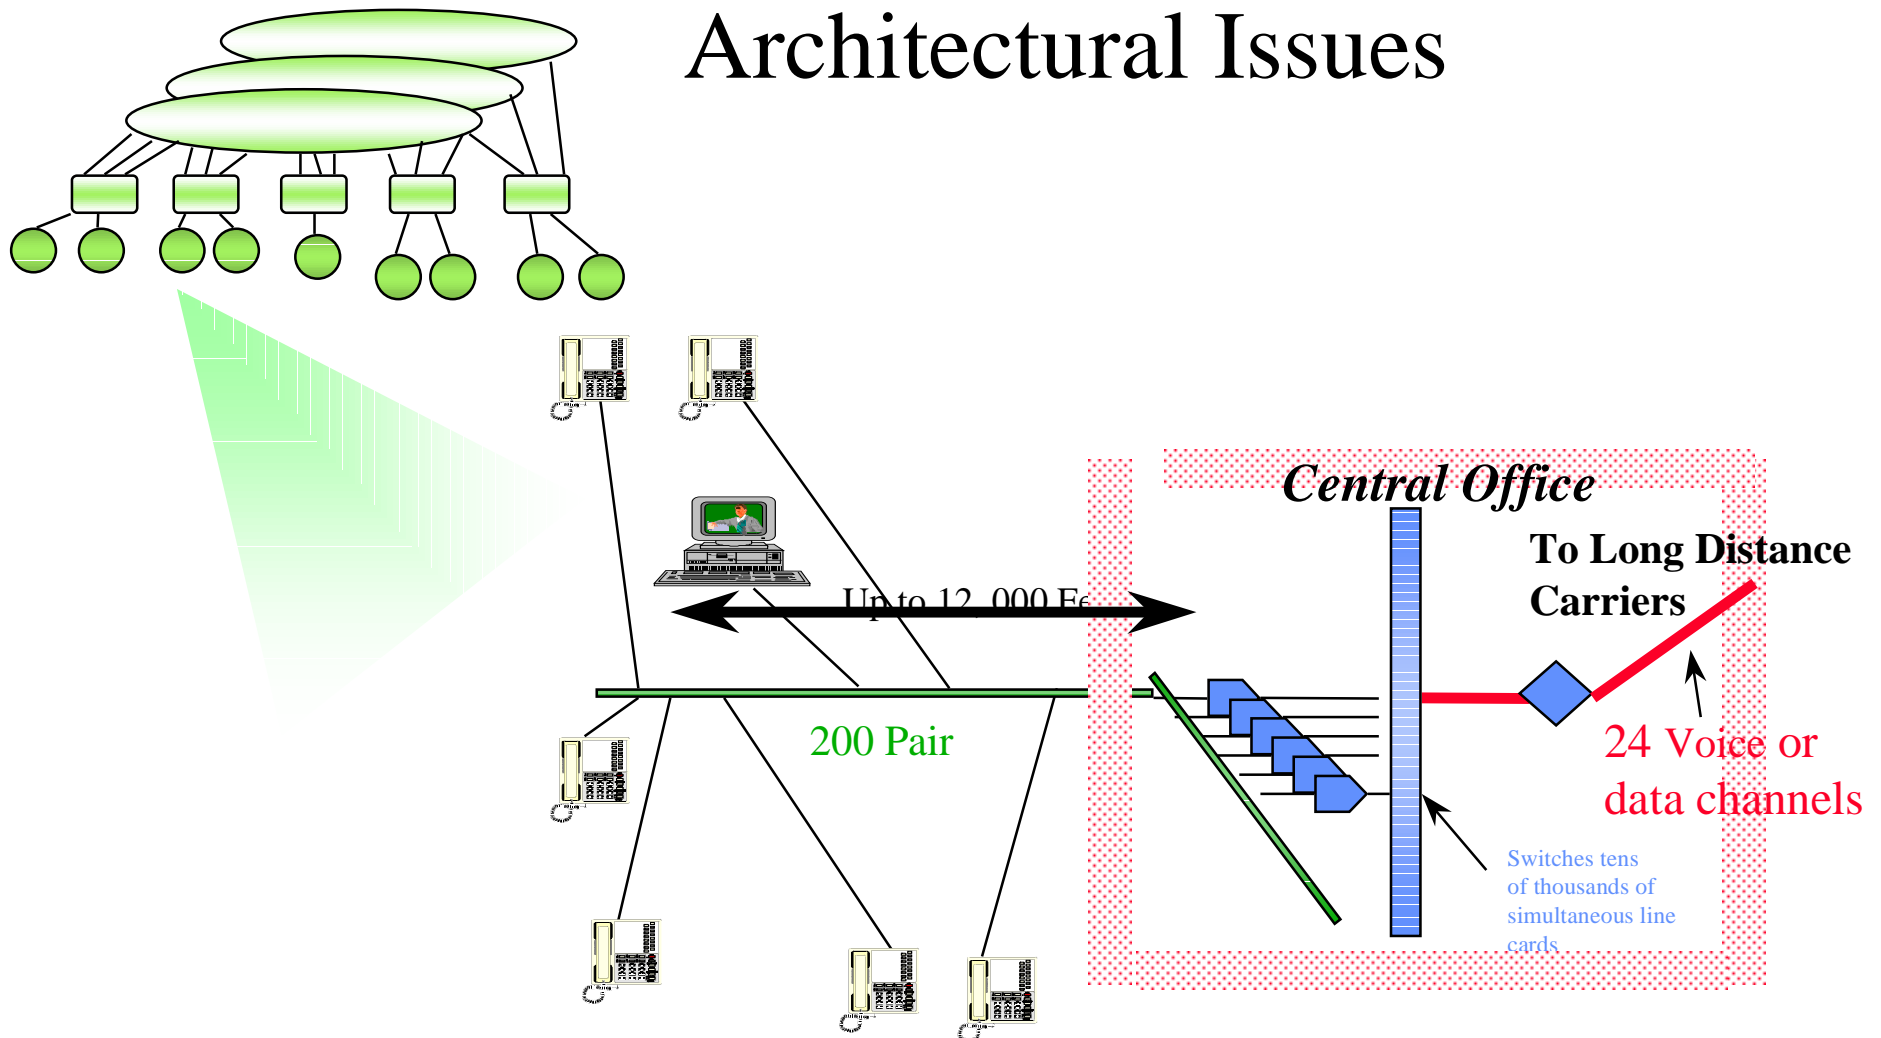 Architectural Issues
Central Office
To Long Distance
Carriers
Up to 12, 000
200 Pair
24 Voice or
data channels
Switches tens
of thousands of
simultaneous line
cards